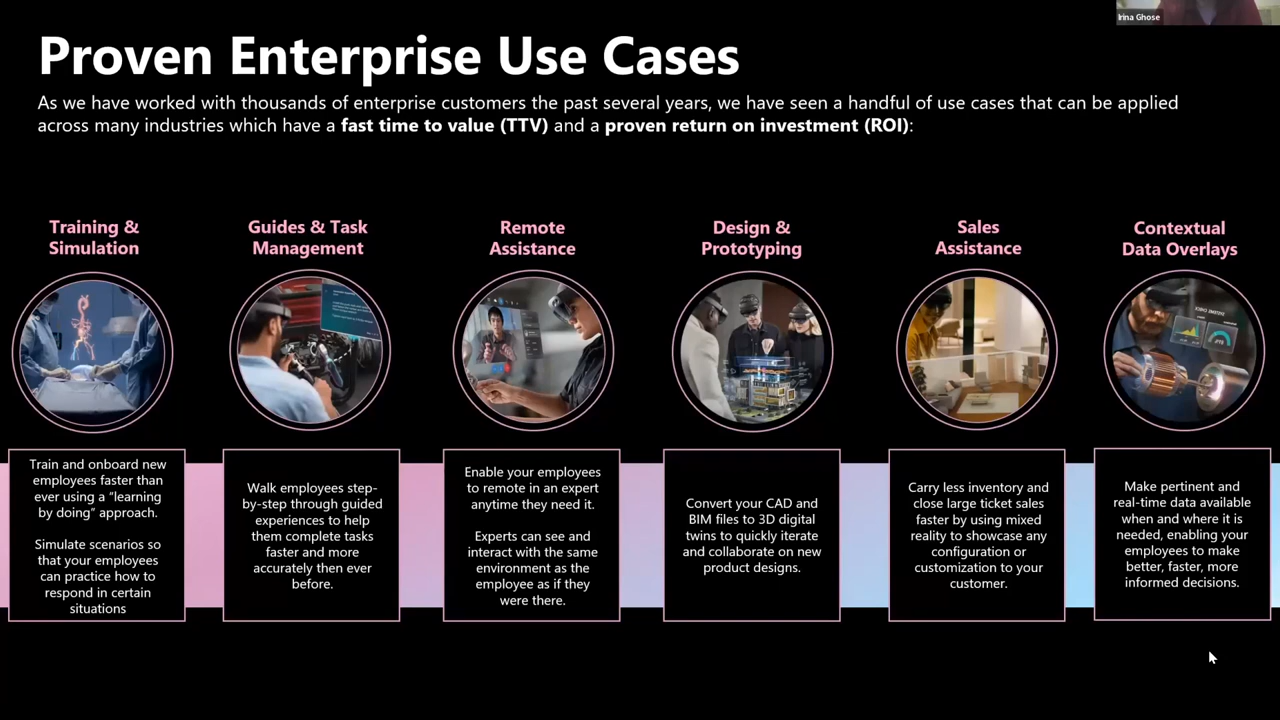 Irina Ghose
Proven Enterprise Use Cases
As we have worked with thousands of enterprise customers the past several years, we have seen a handful of use cases that can be applied
across many industries which have a fast time to value (TTV) and a proven return on investment (ROI):
Training &
Simulation
Train and onboard new
employees faster than
ever using a “learning
by doing” approach.
Simulate scenarios so
that your employees
can practice how to
respond in certain
situations
Guides & Task
Management
Walk employees step-
by-step through guided
experiences to help
them complete tasks
faster and more
accurately then ever
before.
Remote
Assistance
Enable your employees
to remote in an expert
anytime they need it.
Experts can see and
interact with the same
environment as the
employee as if they
were there.
Design &
Prototyping
Convert your CAD and
BIM files to 3D digital
twins to quickly iterate
and collaborate on new
product designs.
Sales
Assistance
Carry less inventory and
close large ticket sales
faster by using mixed
reality to showcase any
configuration or
customization to your
customer.
Contextual
Data Overlays
Make pertinent and
real-time data available
when and where it is
needed, enabling your
employees to make
better, faster, more
informed decisions.